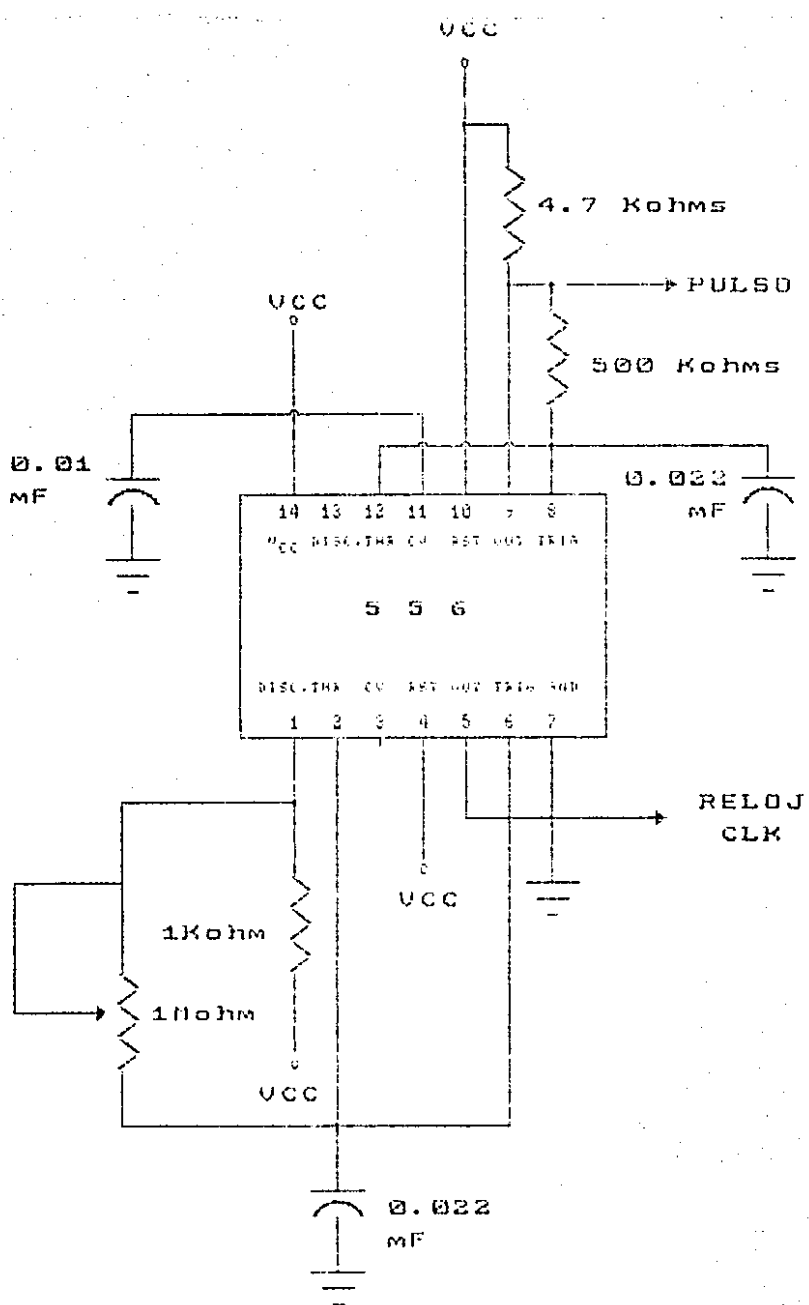 VCC
4.7 Kohms
PULSO
VCC
500 Kohms
0.01
mF
0.022
mF
14 13 12 11 10 9 8
VCC DISC.THR CV RST OUT TRIG
5 5 6
DISC.THR CV RST OUT TRIG GND
1 2 3 4 5 6 7
RELOJ
CLK
VCC
1Kohm
1Mohm
VCC
0.022
mF